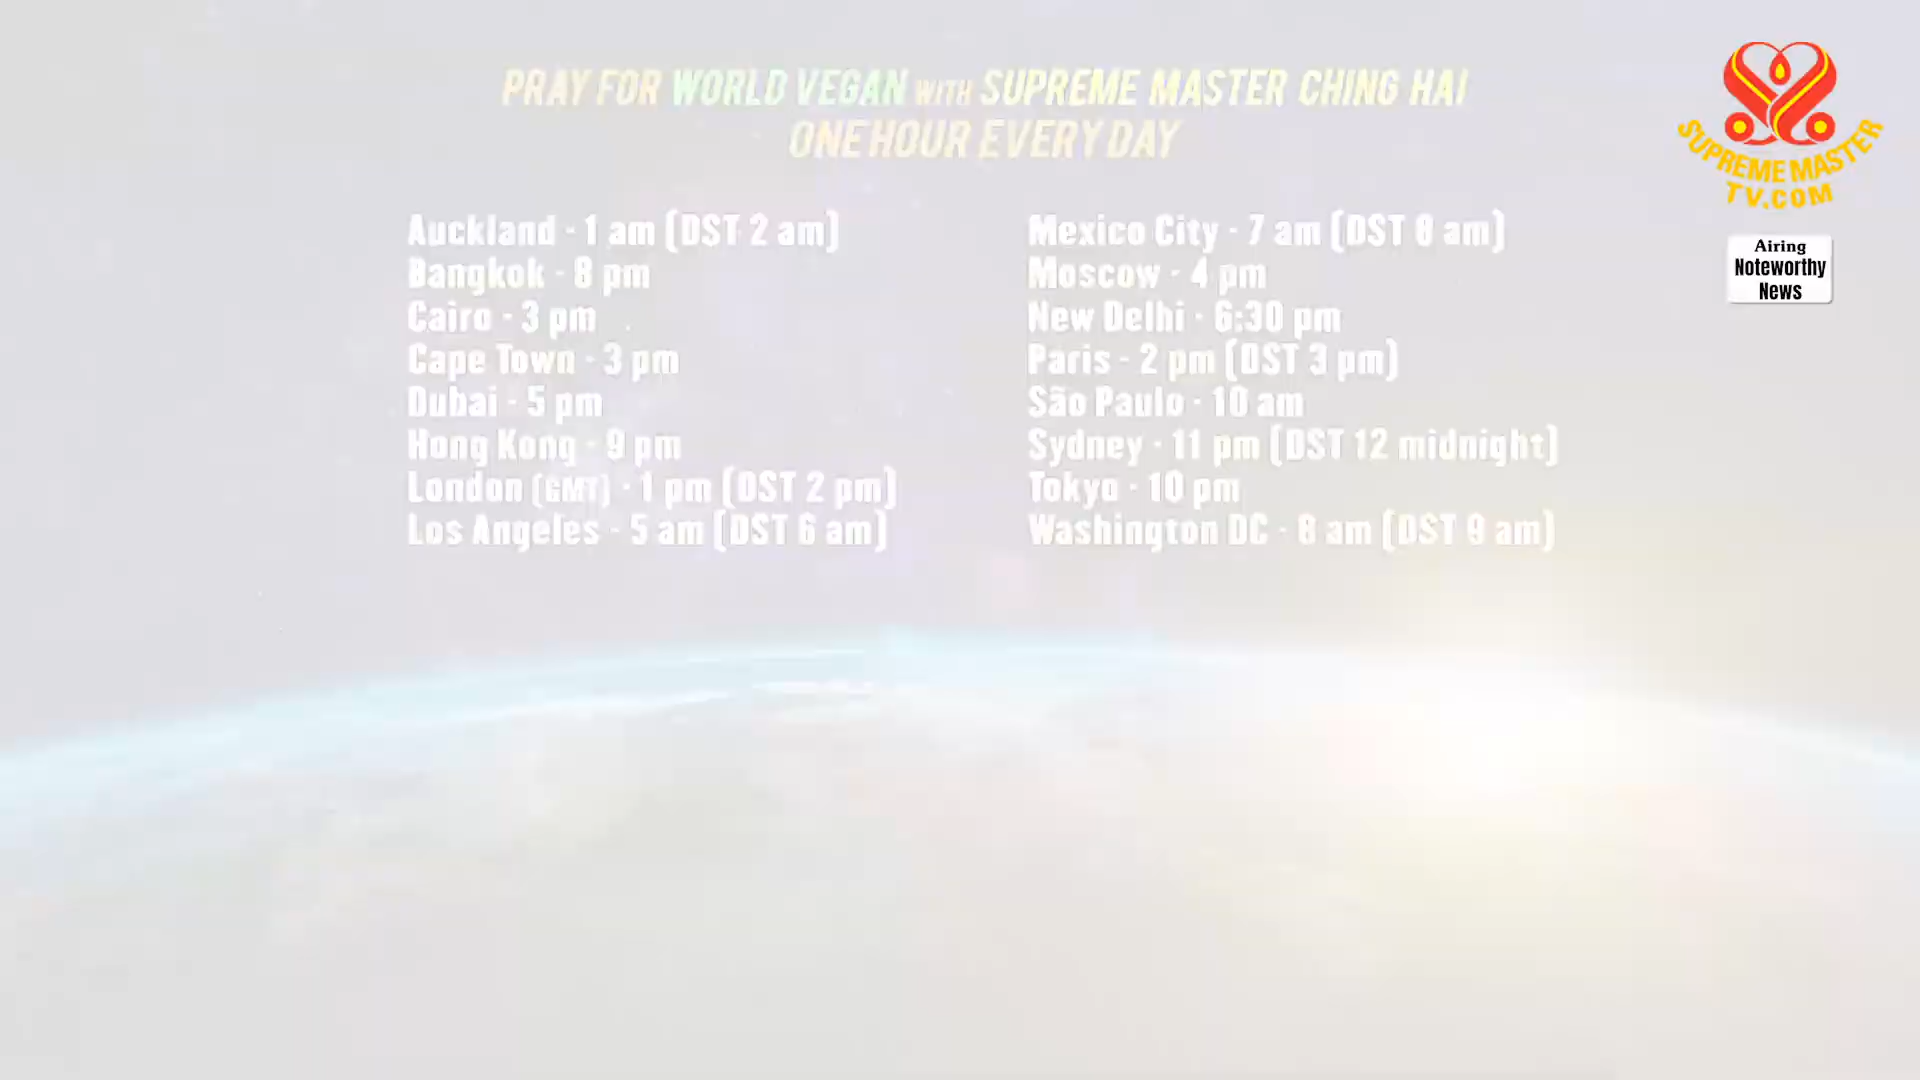 PRAY FOR WORLD VEGAN WITH SUPREME MASTER CHING HAI
ONE HOUR EVERY DAY
Auckland - 1 am (DST 2 am)
Bangkok - 8 pm
Cairo - 3 pm
Cape Town - 3 pm
Dubai - 5 pm
Hong Kong - 9 pm
London (GMT) - 1 pm (DST 2 pm)
Los Angeles - 5 am (DST 6 am)
Mexico City - 7 am (DST 8 am)
Moscow - 4 pm
New Delhi - 6:30 pm
Paris - 2 pm (DST 3 pm)
São Paulo - 10 am
Sydney - 11 pm (DST 12 midnight)
Tokyo - 10 pm
Washington DC - 8 am (DST 9 am)
SUPREME MASTER
TV.COM
Airing
Noteworthy
News